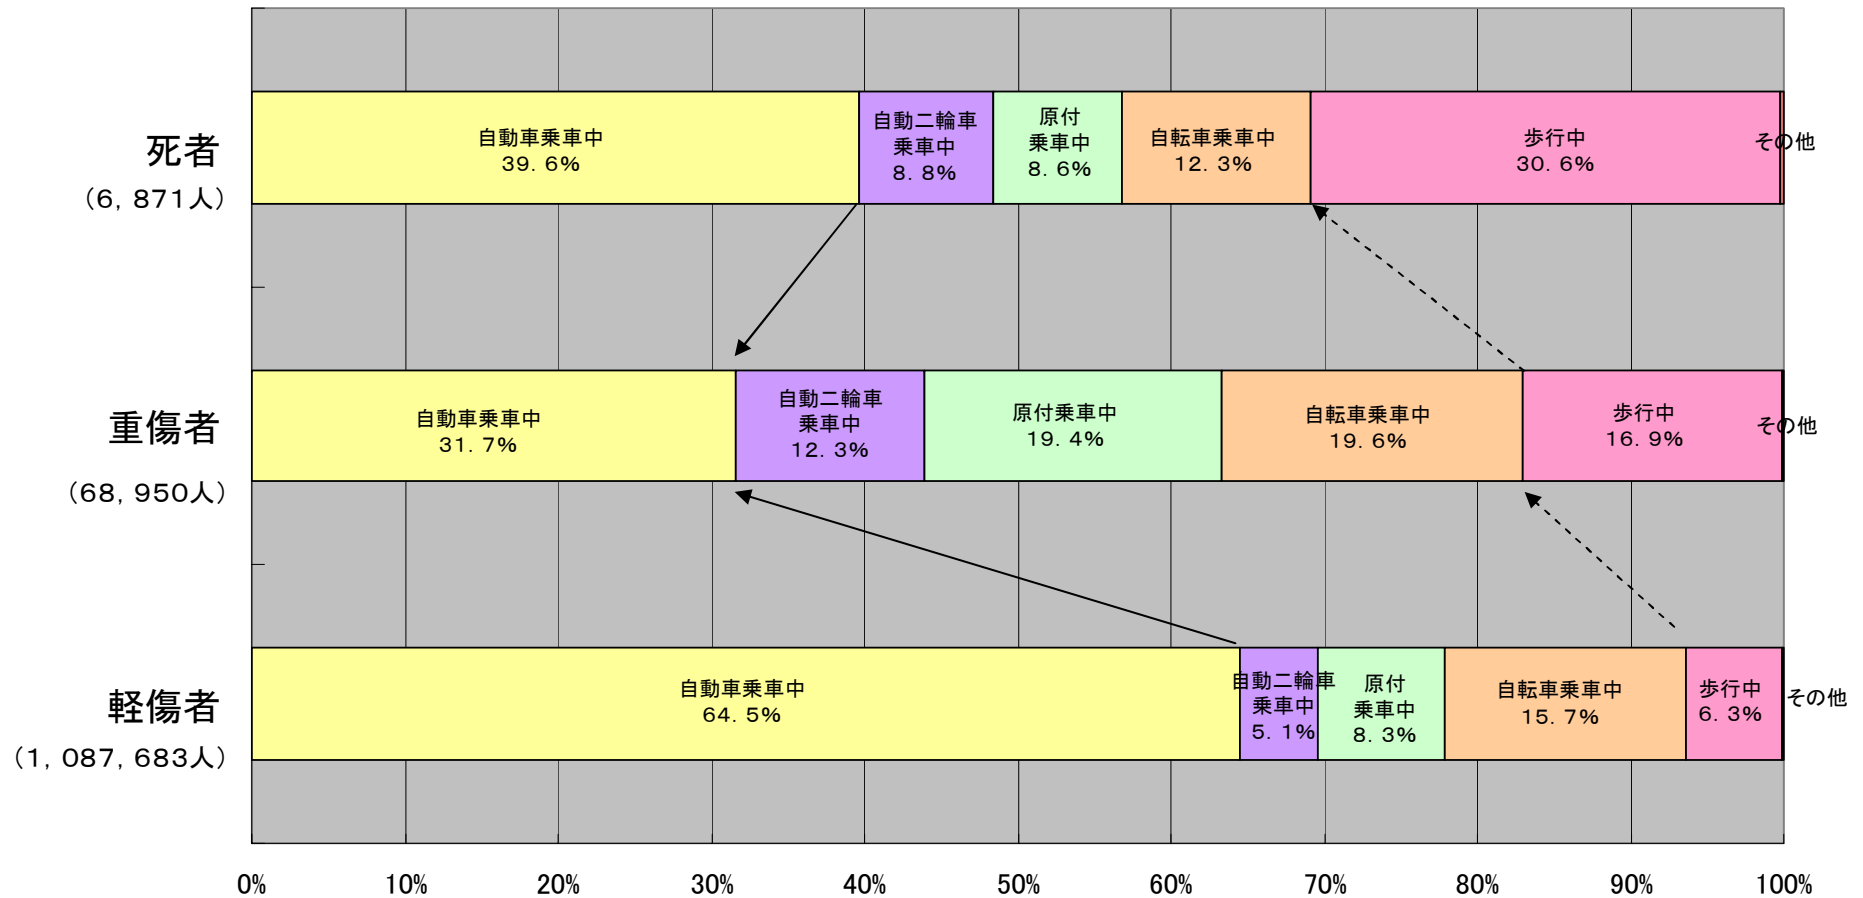 自動車乗車中
39．6％
自動二輪車
乗車中
8．8％
原付
乗車中
8．6％
自転車乗車中
12．3％
歩行中
30．6％
その他
死者
（6，871人）
自動車乗車中
31．7％
自動二輪車
乗車中
12．3％
原付乗車中
19．4％
自転車乗車中
19．6％
歩行中
16．9％
その他
重傷者
（68，950人）
自動車乗車中
64．5％
自動二輪車
乗車中
5．1％
原付
乗車中
8．3％
自転車乗車中
15．7％
歩行中
6．3％
その他
軽傷者
（1，087，683人）
0% 10% 20% 30% 40% 50% 60% 70% 80% 90% 100%